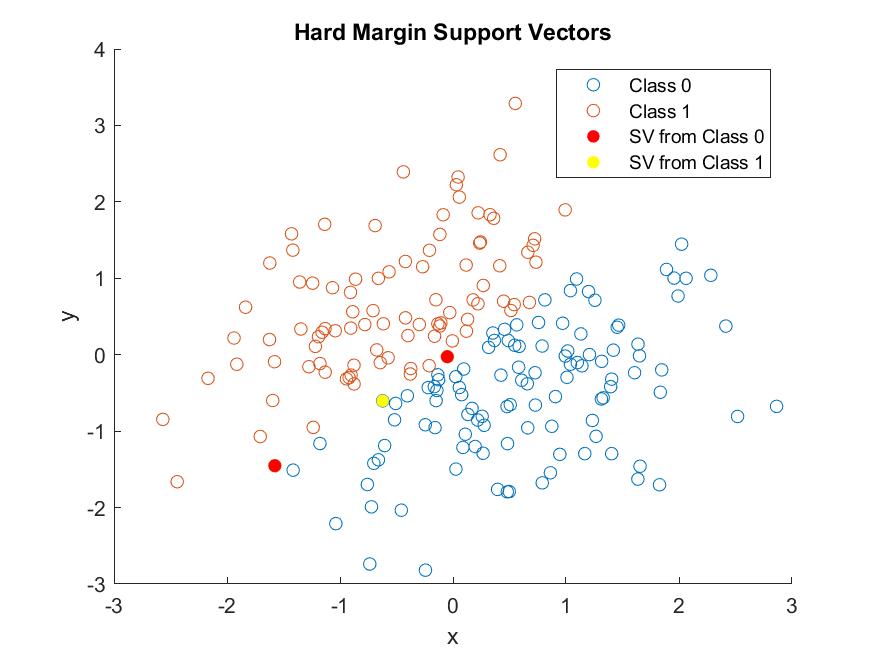 Hard Margin Support Vectors
Class 0
Class 1
SV from Class 0
SV from Class 1
4
3
2
1
0
-1
-2
-3
y
-3
-2
-1
0
1
2
3
x